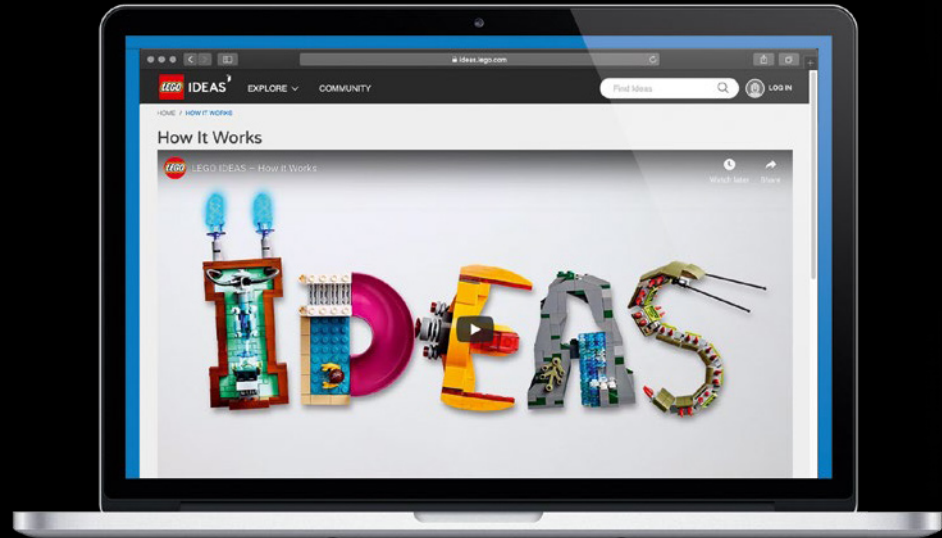 ideas.lego.com
LEGO IDEAS EXPLORE COMMUNITY Find Ideas LOG IN
HOME / HOW IT WORKS
How It Works
LEGO LEGO IDEAS – How It Works Watch later Share
IDEAS